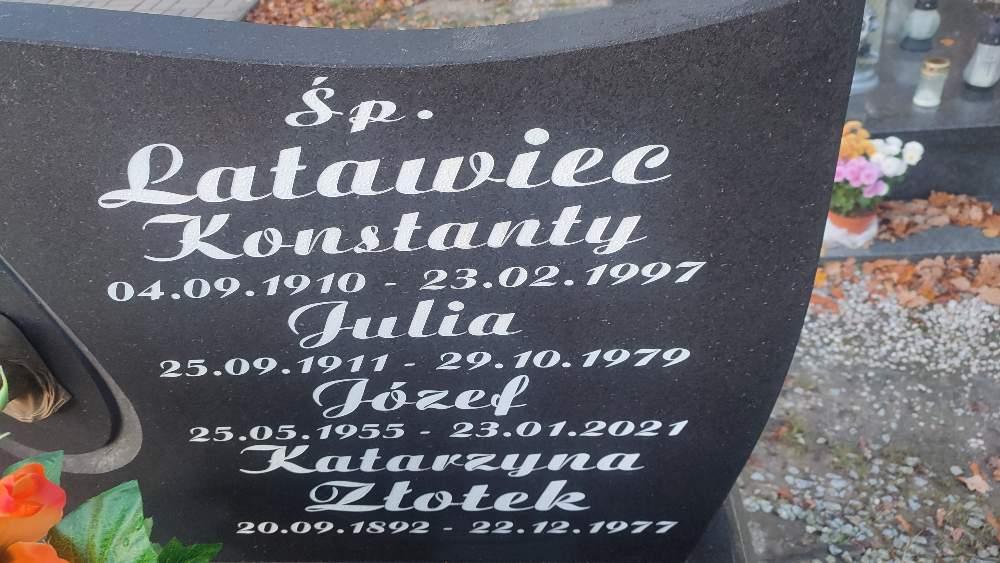 Śp.
Latawiec
Konstanty
04.09.1910 - 23.02.1997
Julia
25.09.1911 - 29.10.1979
Józef
25.05.1955 - 23.01.2021
Katarzyna
Złotek
20.09.1892 - 22.12.1977